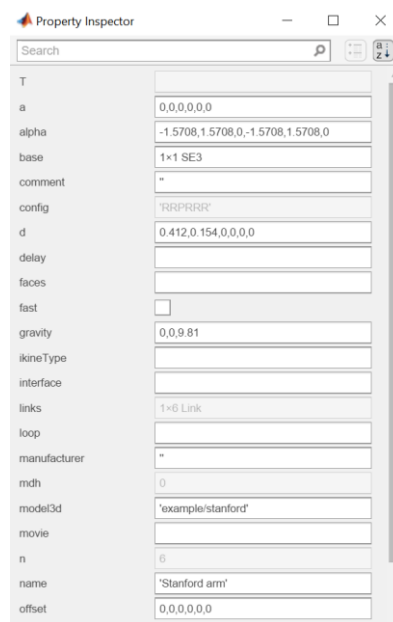 Property Inspector
Search
T
a 0,0,0,0,0,0
alpha -1.5708,1.5708,0,-1.5708,1.5708,0
base 1×1 SE3
comment ''
config 'RRPRRR'
d 0.412,0.154,0,0,0,0
delay
faces
fast
gravity 0,0,9.81
ikineType
interface
links 1×6 Link
loop
manufacturer ''
mdh 0
model3d 'example/stanford'
movie
n 6
name 'Stanford arm'
offset 0,0,0,0,0,0